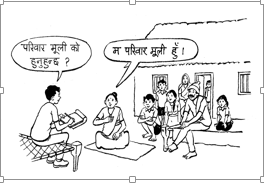 परिवार मूली को
हुनुहुन्छ ?
म परिवार मूली हुँ ।